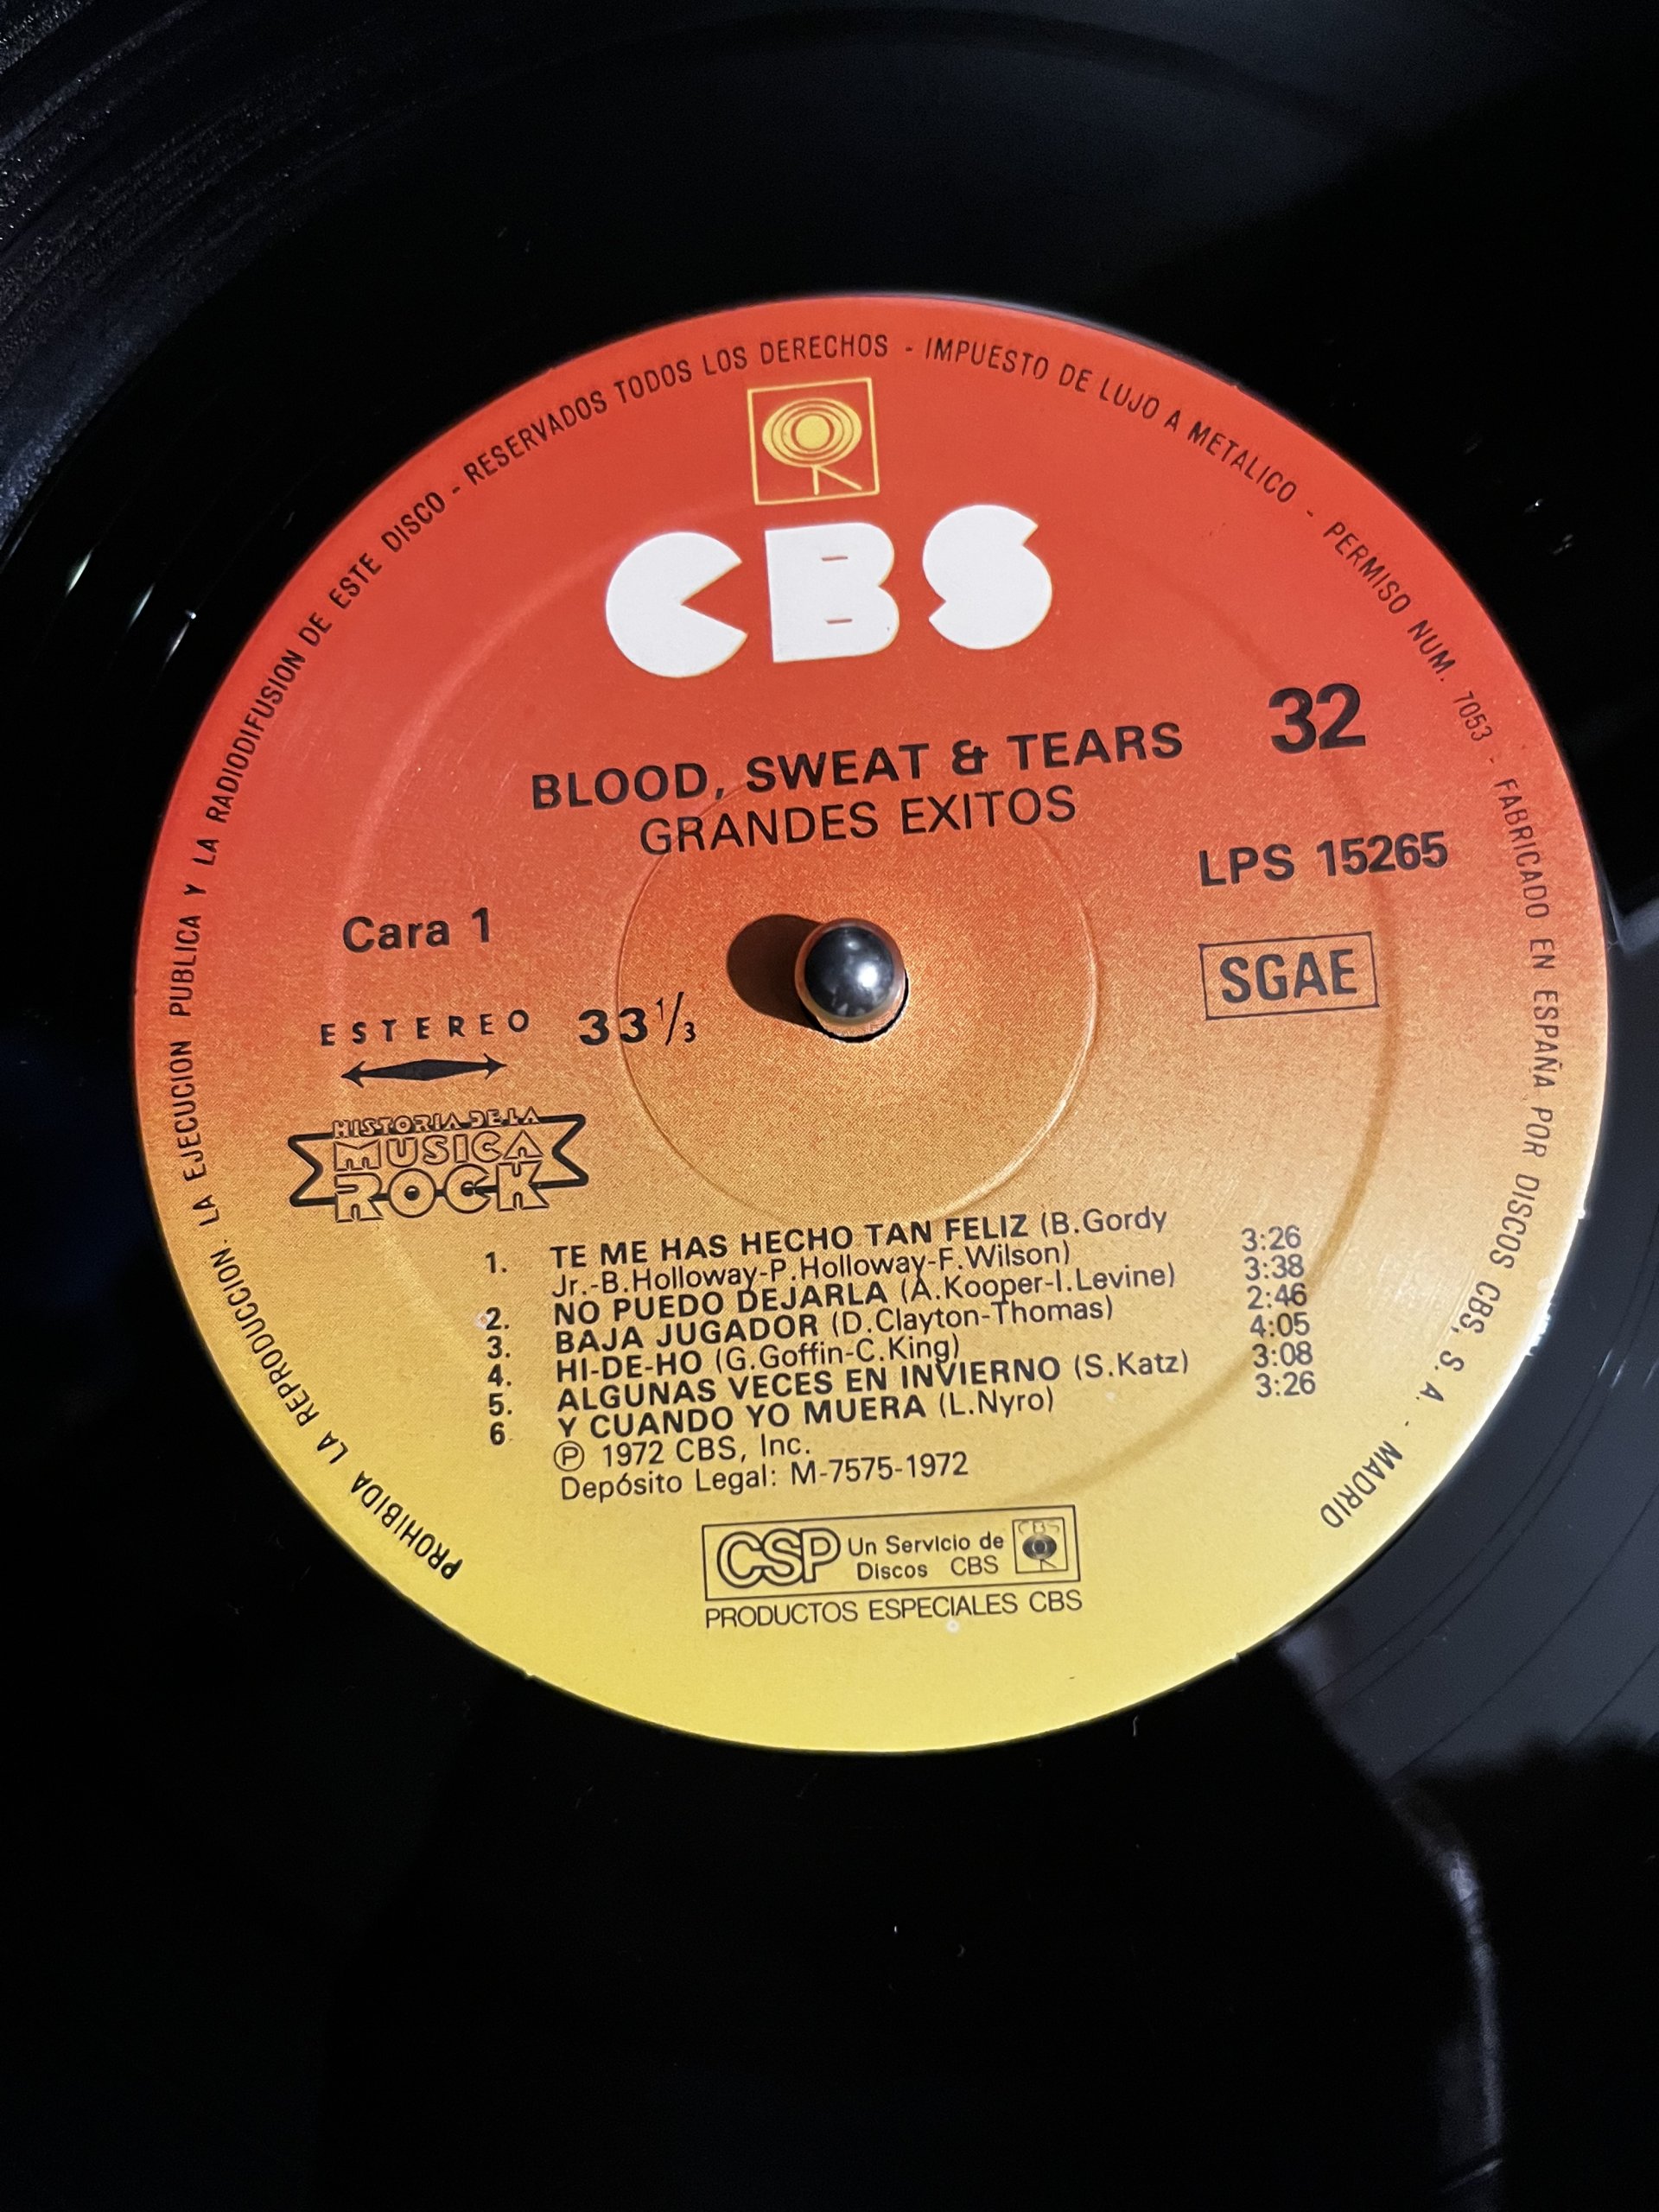 PROHIBIDA LA REPRODUCCION. LA EJECUCION PUBLICA Y LA RADIODIFUSION DE ESTE DISCO - RESERVADOS TODOS LOS DERECHOS - IMPUESTO DE LUJO A METALICO - PERMISO NUM. 7053 - FABRICADO EN ESPAÑA POR DISCOS CBS, S. A. - MADRID
CBS
32
BLOOD, SWEAT & TEARS
GRANDES EXITOS
LPS 15265
Cara 1
SGAE
ESTEREO 33 1/3
HISTORIA DE LA
MUSICA
ROCK
1. TE ME HAS HECHO TAN FELIZ (B.Gordy 3:26
Jr.-B.Holloway-P.Holloway-F.Wilson) 3:38
2. NO PUEDO DEJARLA (A.Kooper-I.Levine) 2:46
3. BAJA JUGADOR (D.Clayton-Thomas) 4:05
4. HI-DE-HO (G.Goffin-C.King) 3:08
5. ALGUNAS VECES EN INVIERNO (S.Katz) 3:26
6 Y CUANDO YO MUERA (L.Nyro)
Ⓟ 1972 CBS, Inc.
Depósito Legal: M-7575-1972
CSP Un Servicio de CBS
Discos CBS
PRODUCTOS ESPECIALES CBS